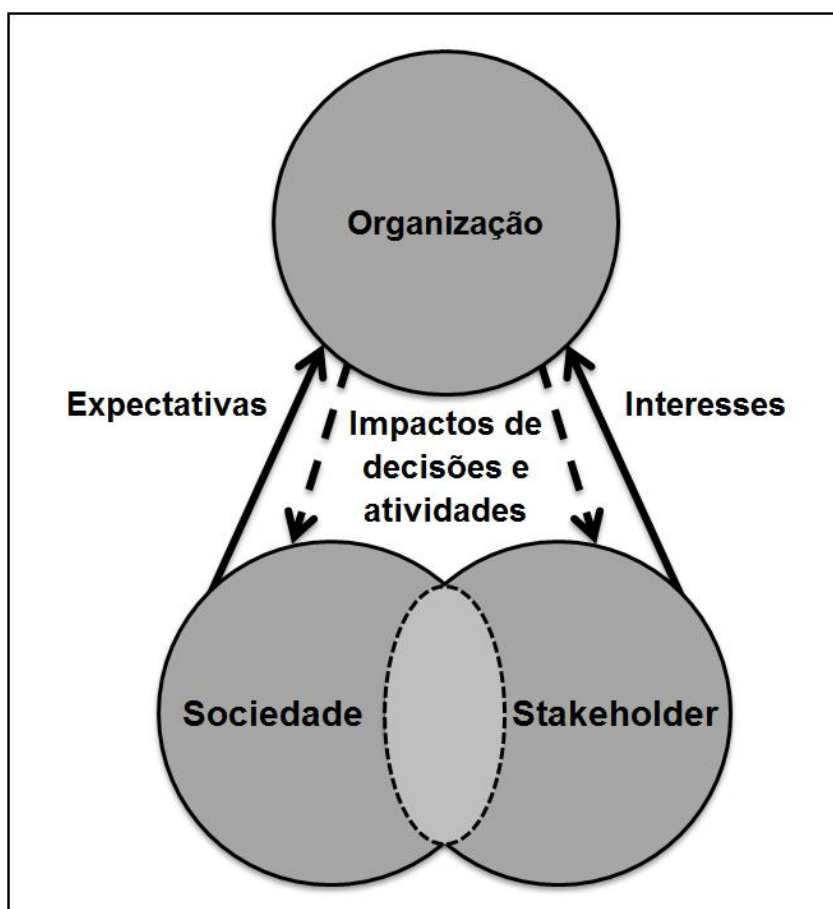 Organização
Expectativas
Impactos de
decisões e
atividades
Interesses
Sociedade
Stakeholder